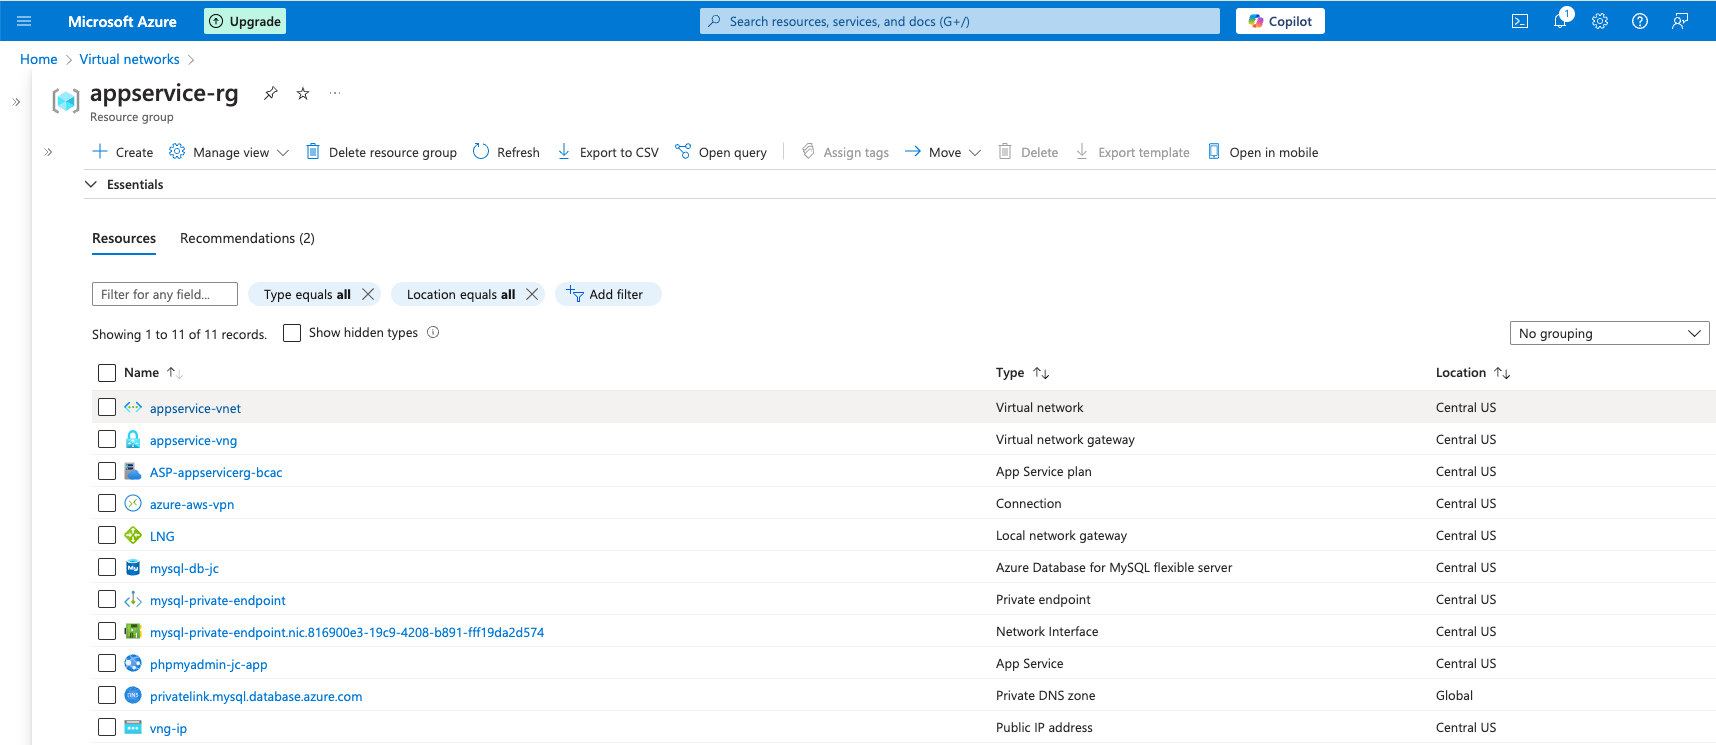 Microsoft Azure
Upgrade
Search resources, services, and docs (G+/)
Copilot
1
Home
Virtual networks
appservice-rg
Resource group
Create
Manage view
Delete resource group
Refresh
Export to CSV
Open query
Assign tags
Move
Delete
Export template
Open in mobile
Essentials
Resources
Recommendations (2)
Filter for any field...
Type equals all
Location equals all
Add filter
Showing 1 to 11 of 11 records.
Show hidden types
No grouping
Name
Type
Location
appservice-vnet
Virtual network
Central US
appservice-vng
Virtual network gateway
Central US
ASP-appservicerg-bcac
App Service plan
Central US
azure-aws-vpn
Connection
Central US
LNG
Local network gateway
Central US
mysql-db-jc
Azure Database for MySQL flexible server
Central US
mysql-private-endpoint
Private endpoint
Central US
mysql-private-endpoint.nic.816900e3-19c9-4208-b891-fff19da2d574
Network Interface
Central US
phpmyadmin-jc-app
App Service
Central US
privatelink.mysql.database.azure.com
Private DNS zone
Global
vng-ip
Public IP address
Central US